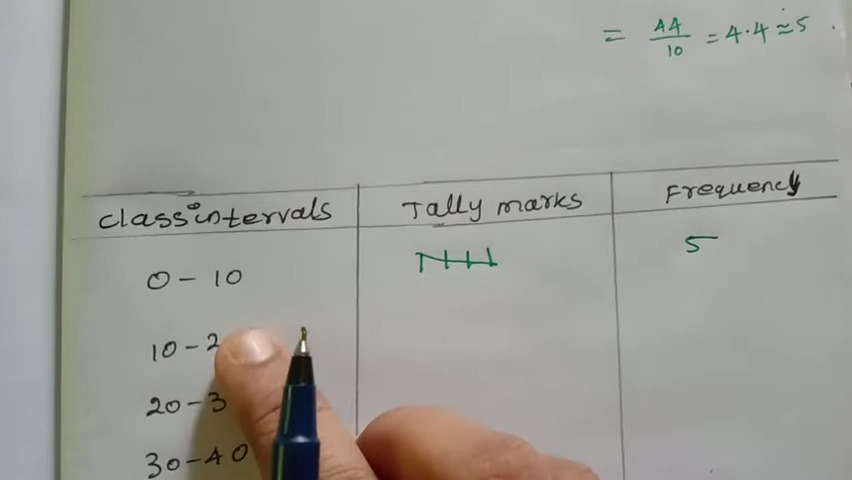 = 44/10 = 4.4 ≃ 5 .
Class intervals Tally marks Frequency
0 - 10 5
10 - 2
20 - 3
30 - 40